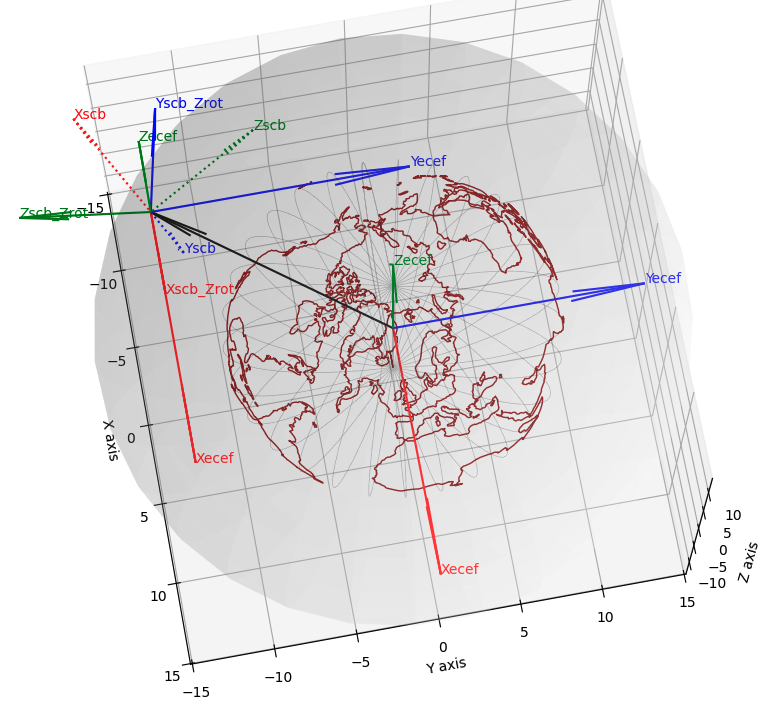 Xscb
Yscb_Zrot
Zscb
Zecef
Yecef
Zscb_Zrot
Yscb
Zecef
Yecef
Xscb_Zrot
Xecef
Xecef
−15
−10
−5
0
5
10
15
X axis
−15
−10
−5
0
5
10
15
Y axis
10
5
0
−5
−10
Z axis